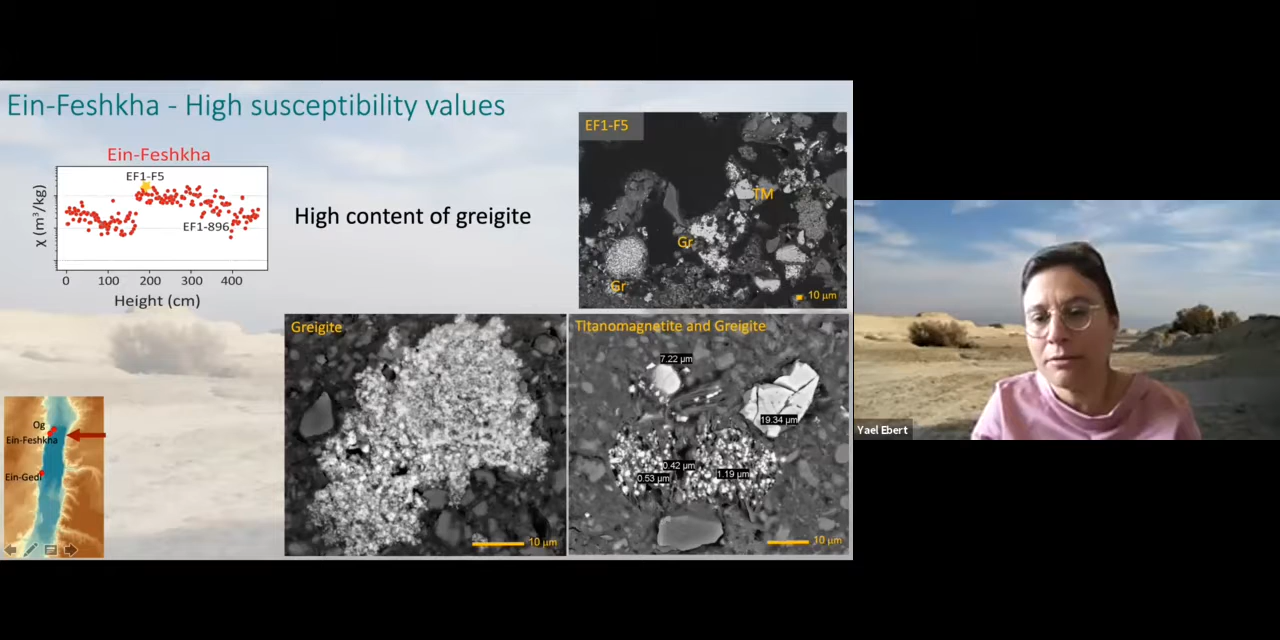 Ein-Feshkha - High susceptibility values
Ein-Feshkha
EF1-F5
EF1-896
χ (m³/kg)
0 100 200 300 400
Height (cm)
High content of greigite
EF1-F5
TM
Gr
Gr
10 µm
Greigite
10 µm
Titanomagnetite and Greigite
7.22 µm
19.34 µm
0.42 µm
0.53 µm
1.19 µm
10 µm
Og
Ein-Feshkha
Ein-Gedi
Yael Ebert